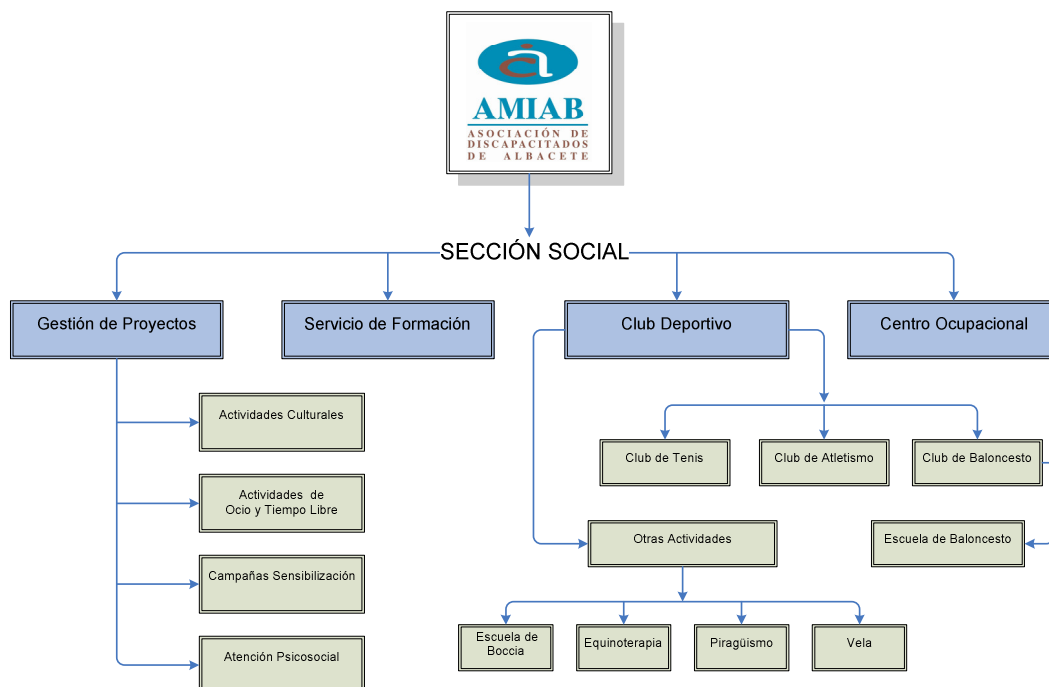 AMIAB
ASOCIACIÓN DE
DISCAPACITADOS
DE ALBACETE
SECCIÓN SOCIAL
Gestión de Proyectos
Servicio de Formación
Club Deportivo
Centro Ocupacional
Actividades Culturales
Actividades de
Ocio y Tiempo Libre
Campañas Sensibilización
Atención Psicosocial
Club de Tenis
Club de Atletismo
Club de Baloncesto
Otras Actividades
Escuela de Baloncesto
Escuela de
Boccia
Equinoterapia
Piragüismo
Vela